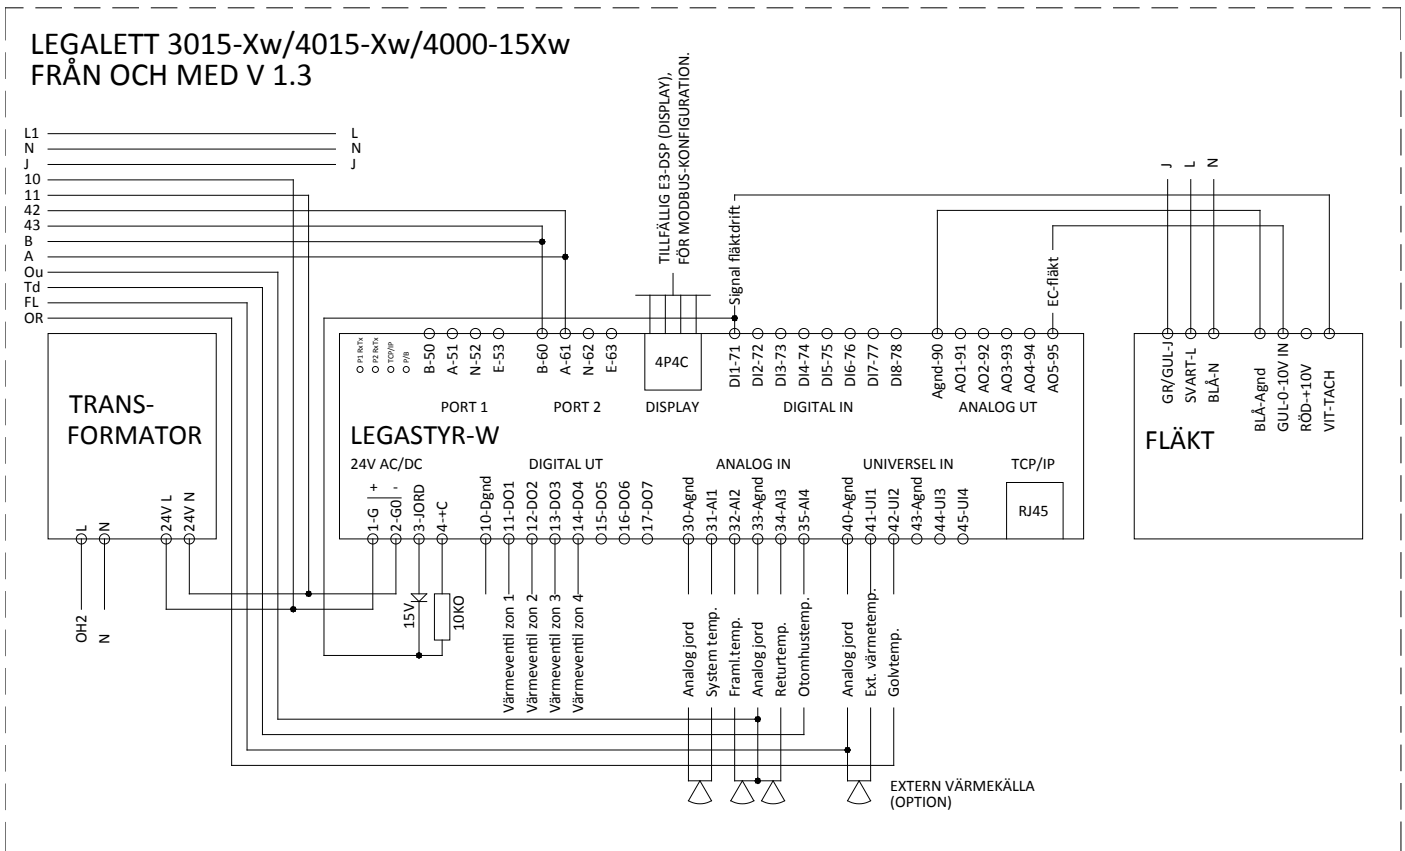 LEGALETT 3015-Xw/4015-Xw/4000-15Xw
FRÅN OCH MED V 1.3
L1
N
J
10
11
42
43
B
A
Ou
Td
FL
OR
L
N
J
TILLFÄLLIG E3-DSP (DISPLAY),
FÖR MODBUS-KONFIGURATION.
Signal fläktdrift
EC-fläkt
J
L
N
TRANS-
FORMATOR
L
N
24V L
24V N
OH2
N
P1 RxTx
P2 RxTx
TCP/IP
P/B
B-50
A-51
N-52
E-53
B-60
A-61
N-62
E-63
4P4C
DI1-71
DI2-72
DI3-73
DI4-74
DI5-75
DI6-76
DI7-77
DI8-78
Agnd-90
AO1-91
AO2-92
AO3-93
AO4-94
AO5-95
PORT 1
PORT 2
DISPLAY
DIGITAL IN
ANALOG UT
LEGASTYR-W
24V AC/DC
DIGITAL UT
ANALOG IN
UNIVERSEL IN
TCP/IP
+
-
1-G
2-G0
3-JORD
4-+C
10-Dgnd
11-DO1
12-DO2
13-DO3
14-DO4
15-DO5
16-DO6
17-DO7
30-Agnd
31-AI1
32-AI2
33-Agnd
34-AI3
35-AI4
40-Agnd
41-UI1
42-UI2
43-Agnd
44-UI3
45-UI4
RJ45
GR/GUL-J
SVART-L
BLÅ-N
BLÅ-Agnd
GUL-0-10V IN
RÖD-+10V
VIT-TACH
FLÄKT
15V
10KO
Värmeventil zon 1
Värmeventil zon 2
Värmeventil zon 3
Värmeventil zon 4
Analog jord
System temp.
Framl.temp.
Analog jord
Returtemp.
Otomhustemp.
Analog jord
Ext. värmetemp.
Golvtemp.
EXTERN VÄRMEKÄLLA
(OPTION)